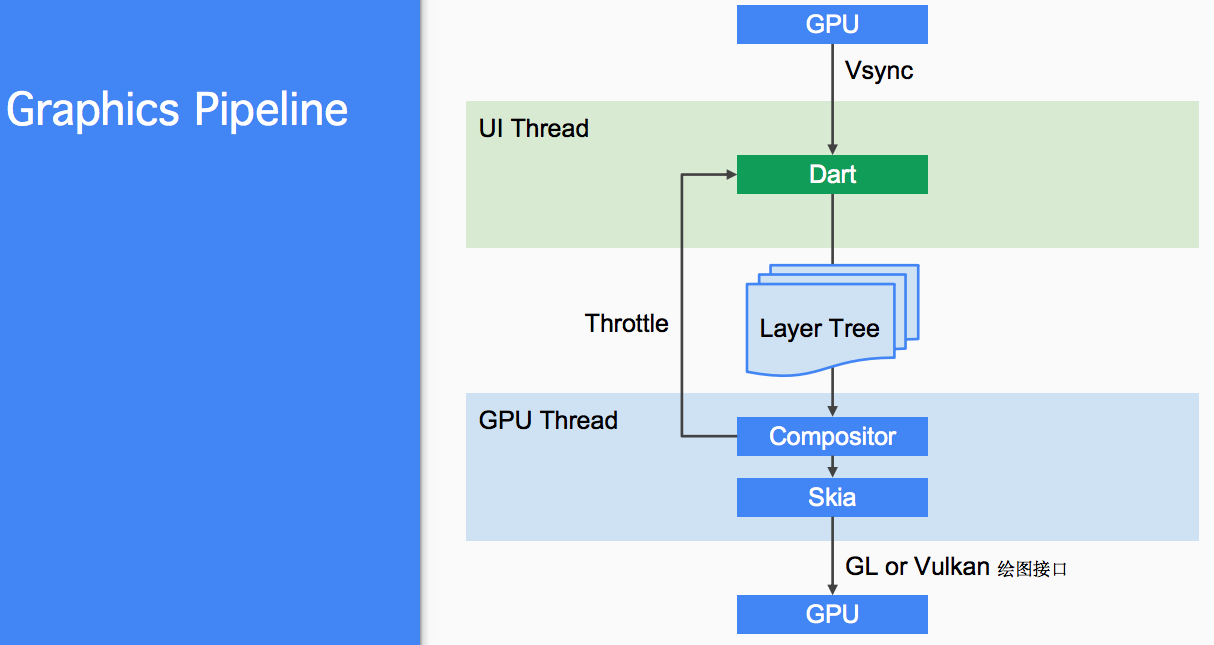 Graphics Pipeline
GPU
Vsync
UI Thread
Dart
Throttle
Layer Tree
GPU Thread
Compositor
Skia
GL or Vulkan 绘图接口
GPU